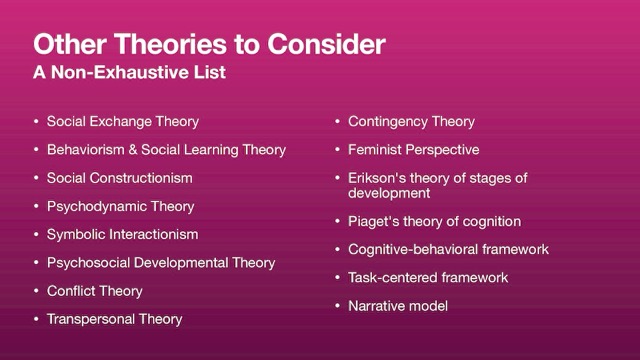 Other Theories to Consider
A Non-Exhaustive List
• Social Exchange Theory
• Behaviorism & Social Learning Theory
• Social Constructionism
• Psychodynamic Theory
• Symbolic Interactionism
• Psychosocial Developmental Theory
• Conflict Theory
• Transpersonal Theory
• Contingency Theory
• Feminist Perspective
• Erikson's theory of stages of
development
• Piaget's theory of cognition
• Cognitive-behavioral framework
• Task-centered framework
• Narrative model